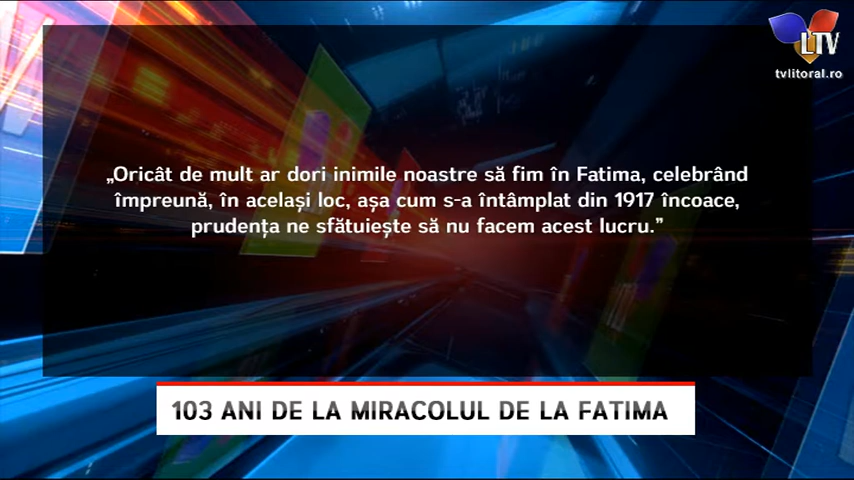 LTV
tvlitoral.ro
„Oricât de mult ar dori inimile noastre să fim în Fatima, celebrând
împreună, în același loc, așa cum s-a întâmplat din 1917 încoace,
prudența ne sfătuiește să nu facem acest lucru.”
103 ANI DE LA MIRACOLUL DE LA FATIMA